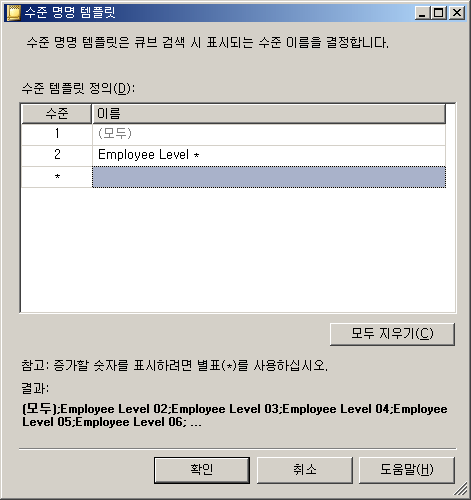 수준 명명 템플릿
수준 명명 템플릿은 큐브 검색 시 표시되는 수준 이름을 결정합니다.
수준 템플릿 정의(D):
수준 이름
1 (모두)
2 Employee Level *
*
모두 지우기(C)
참고: 증가할 숫자를 표시하려면 별표(*)를 사용하십시오.
결과:
(모두);Employee Level 02;Employee Level 03;Employee Level 04;Employee
Level 05;Employee Level 06; ...
확인 취소 도움말(H)